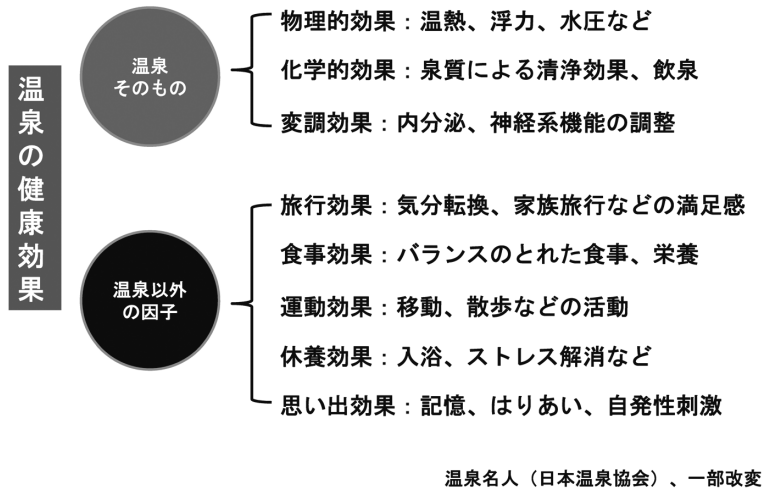 温泉の健康効果
温泉
そのもの
物理的効果：温熱、浮力、水圧など
化学的効果：泉質による清浄効果、飲泉
変調効果：内分泌、神経系機能の調整
温泉以外
の因子
旅行効果：気分転換、家族旅行などの満足感
食事効果：バランスのとれた食事、栄養
運動効果：移動、散歩などの活動
休養効果：入浴、ストレス解消など
思い出効果：記憶、はりあい、自発性刺激
温泉名人（日本温泉協会）、一部改変